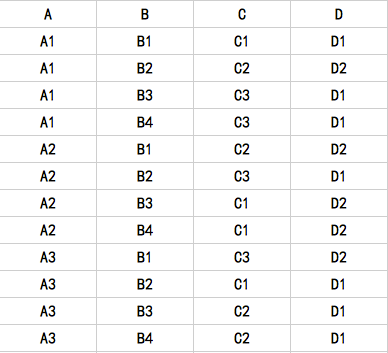 A B C D
A1 B1 C1 D1
A1 B2 C2 D2
A1 B3 C3 D1
A1 B4 C3 D1
A2 B1 C2 D2
A2 B2 C3 D1
A2 B3 C1 D2
A2 B4 C1 D2
A3 B1 C3 D2
A3 B2 C1 D1
A3 B3 C2 D1
A3 B4 C2 D1